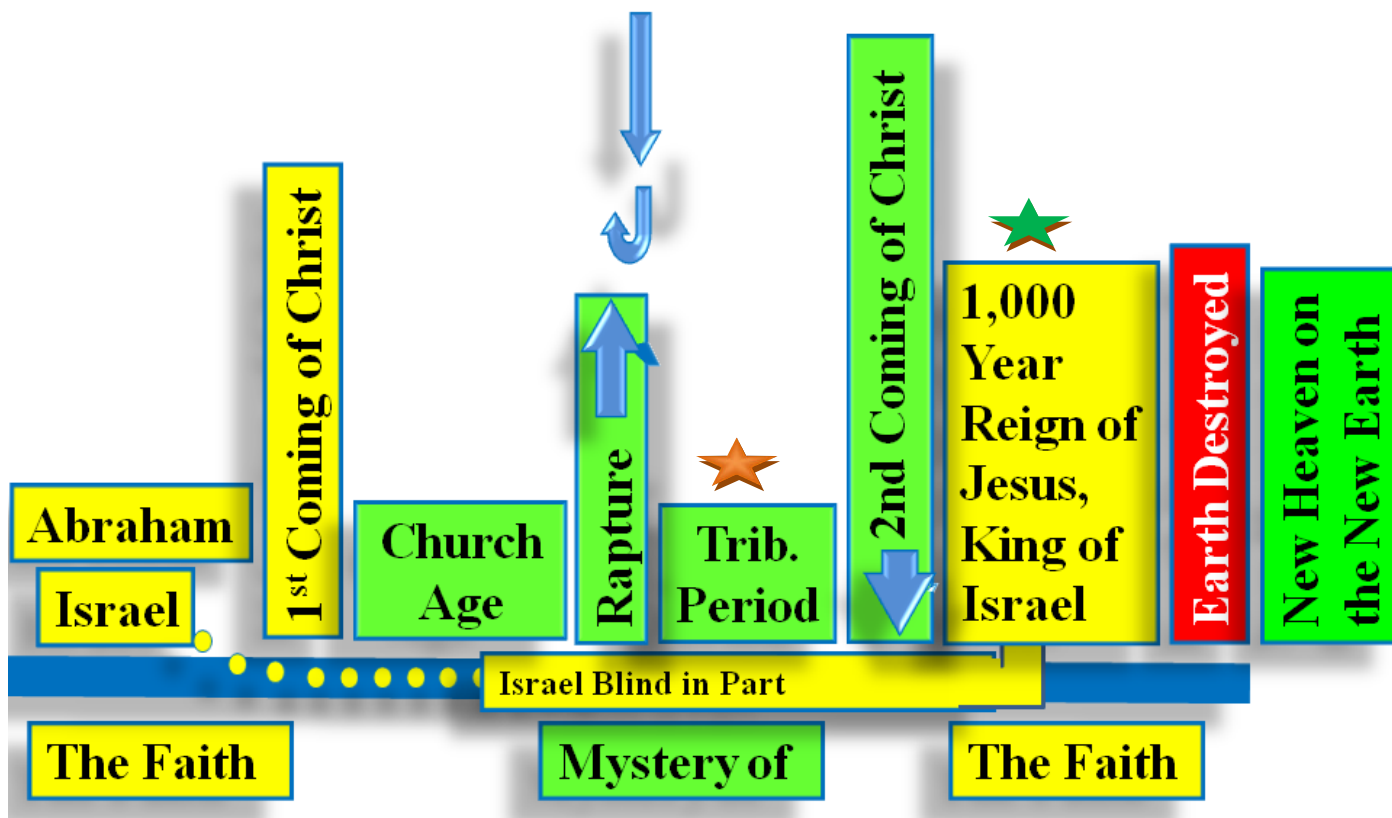 Abraham
Israel
1st Coming of Christ
Church
Age
Rapture
Trib.
Period
2nd Coming of Christ
1,000
Year
Reign of
Jesus,
King of
Israel
Earth Destroyed
New Heaven on
the New Earth
Israel Blind in Part
The Faith
Mystery of
The Faith